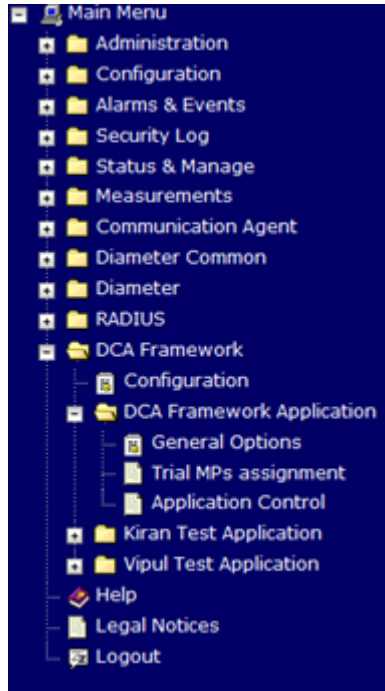 Main Menu
Administration
Configuration
Alarms & Events
Security Log
Status & Manage
Measurements
Communication Agent
Diameter Common
Diameter
RADIUS
DCA Framework
Configuration
DCA Framework Application
General Options
Trial MPs assignment
Application Control
Kiran Test Application
Vipul Test Application
Help
Legal Notices
Logout